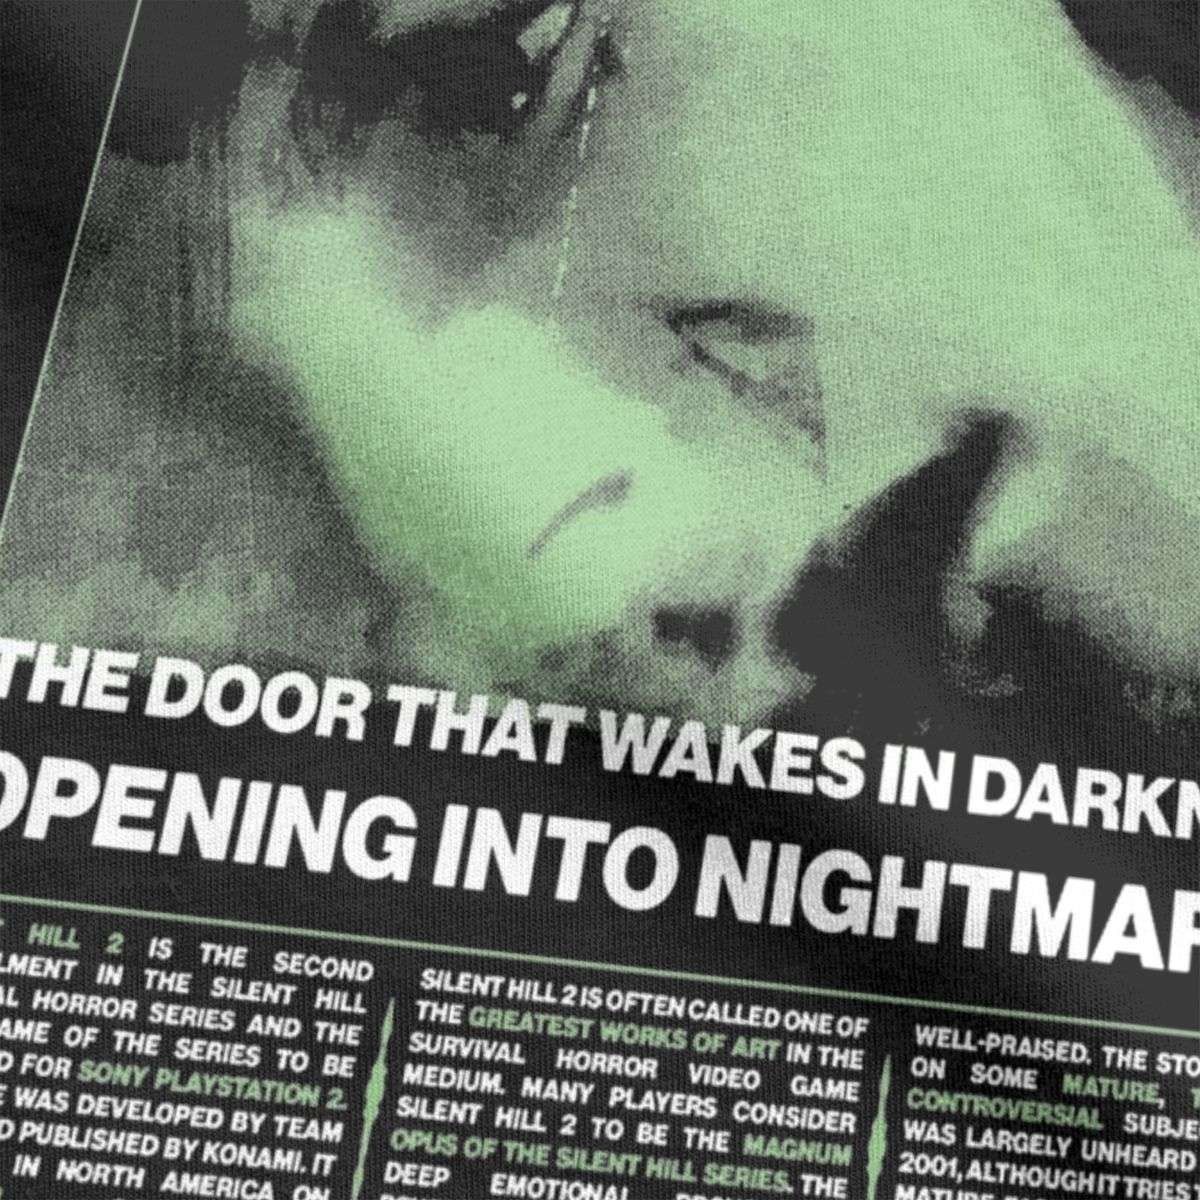 THE DOOR THAT WAKES IN DARKN
OPENING INTO NIGHTMAR
HILL 2 IS THE SECOND
LMENT IN THE SILENT HILL
AL HORROR SERIES AND THE
AME OF THE SERIES TO BE
D FOR SONY PLAYSTATION 2.
E WAS DEVELOPED BY TEAM
D PUBLISHED BY KONAMI. IT
IN NORTH AMERICA ON
SILENT HILL 2 IS OFTEN CALLED ONE OF
THE GREATEST WORKS OF ART IN THE
SURVIVAL HORROR VIDEO GAME
MEDIUM. MANY PLAYERS CONSIDER
SILENT HILL 2 TO BE THE MAGNUM
OPUS OF THE SILENT HILL SERIES. THE
DEEP EMOTIONAL
WELL-PRAISED. THE STO
ON SOME MATURE,
CONTROVERSIAL SUBJE
WAS LARGELY UNHEARD
2001, ALTHOUGH IT TRIES